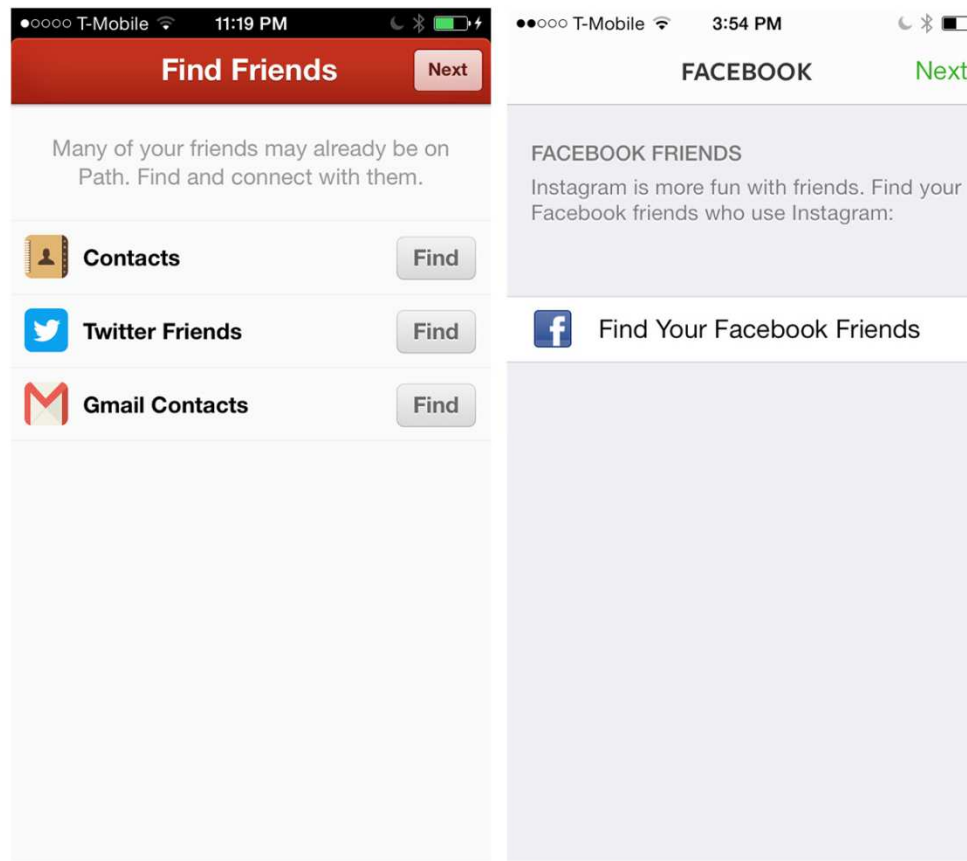 T-Mobile 11:19 PM
Find Friends Next
Many of your friends may already be on
Path. Find and connect with them.
Contacts Find
Twitter Friends Find
Gmail Contacts Find
T-Mobile 3:54 PM
FACEBOOK Next
FACEBOOK FRIENDS
Instagram is more fun with friends. Find your
Facebook friends who use Instagram:
f Find Your Facebook Friends